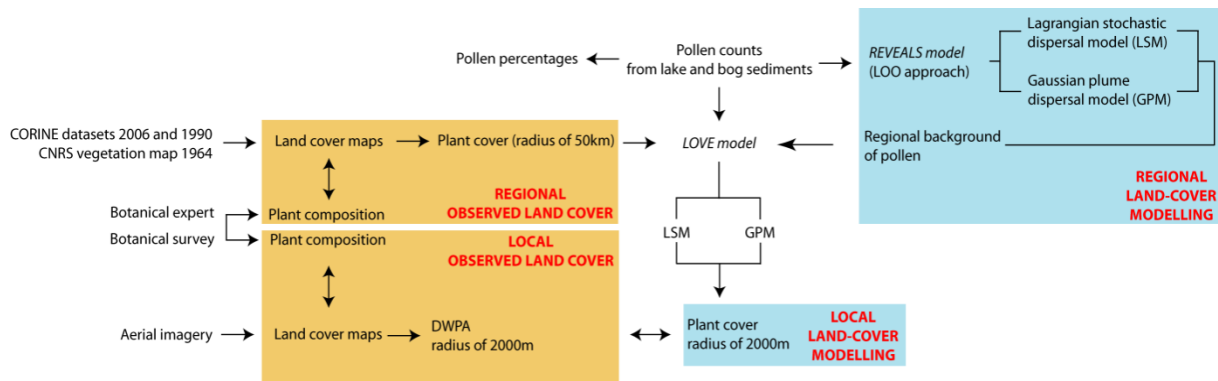 Pollen percentages
Pollen counts
from lake and bog sediments
REVEALS model
(LOO approach)
Lagrangian stochastic
dispersal model (LSM)
Gaussian plume
dispersal model (GPM)
Regional background
of pollen
REGIONAL
LAND-COVER
MODELLING
CORINE datasets 2006 and 1990
CNRS vegetation map 1964
Land cover maps
Plant cover (radius of 50km)
LOVE model
REGIONAL
OBSERVED LAND COVER
Botanical expert
Plant composition
Botanical survey
Plant composition
LOCAL
OBSERVED LAND COVER
LSM
GPM
Aerial imagery
Land cover maps
DWPA
radius of 2000m
Plant cover
radius of 2000m
LOCAL
LAND-COVER
MODELLING